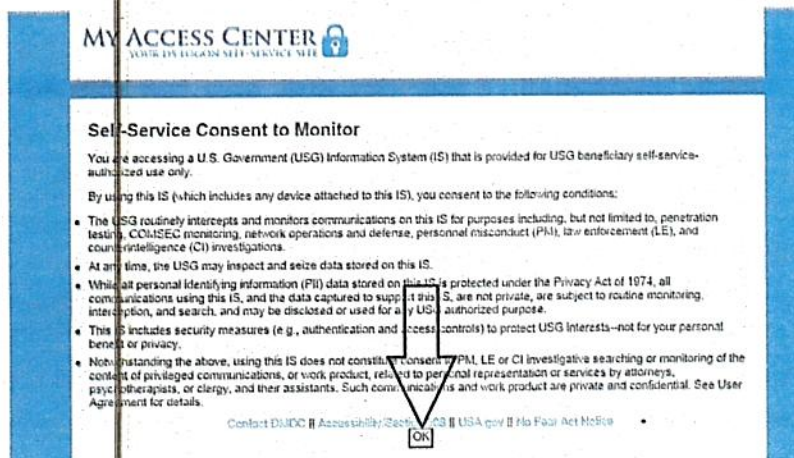 MY ACCESS CENTER
YOUR DS LOGON SELF-SERVICE SITE
Self-Service Consent to Monitor
You are accessing a U.S. Government (USG) Information System (IS) that is provided for USG beneficiary self-service-
authorized use only.
By using this IS (which includes any device attached to this IS), you consent to the following conditions:
• The USG routinely intercepts and monitors communications on this IS for purposes including, but not limited to, penetration
testing, COMSEC monitoring, network operations and defense, personnel misconduct (PM), law enforcement (LE), and
counterintelligence (CI) investigations.
• At any time, the USG may inspect and seize data stored on this IS.
• While all personal identifying information (PII) data stored on this IS is protected under the Privacy Act of 1974, all
communications using this IS, and the data captured to support this IS, are not private, are subject to routine monitoring,
interception, and search, and may be disclosed or used for any USG authorized purpose.
• This IS includes security measures (e.g., authentication and access controls) to protect USG interests--not for your personal
benefit or privacy.
• Notwithstanding the above, using this IS does not constitute consent to PM, LE or CI investigative searching or monitoring of the
content of privileged communications, or work product, related to personal representation or services by attorneys,
psychotherapists, or clergy, and their assistants. Such communications and work product are private and confidential. See User
Agreement for details.
Contact DMDC || Accessibility/Section 508 || USA.gov || No Fear Act Notice
OK